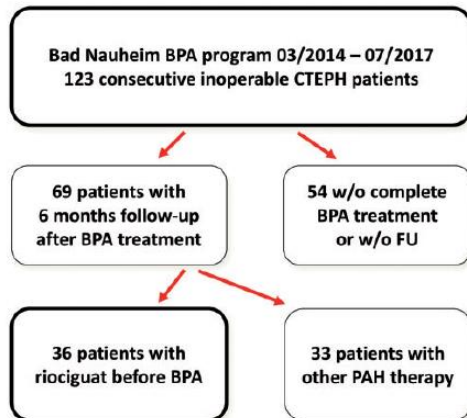 Bad Nauheim BPA program 03/2014 – 07/2017
123 consecutive inoperable CTEPH patients
69 patients with
6 months follow-up
after BPA treatment
54 w/o complete
BPA treatment
or w/o FU
36 patients with
riociguat before BPA
33 patients with
other PAH therapy